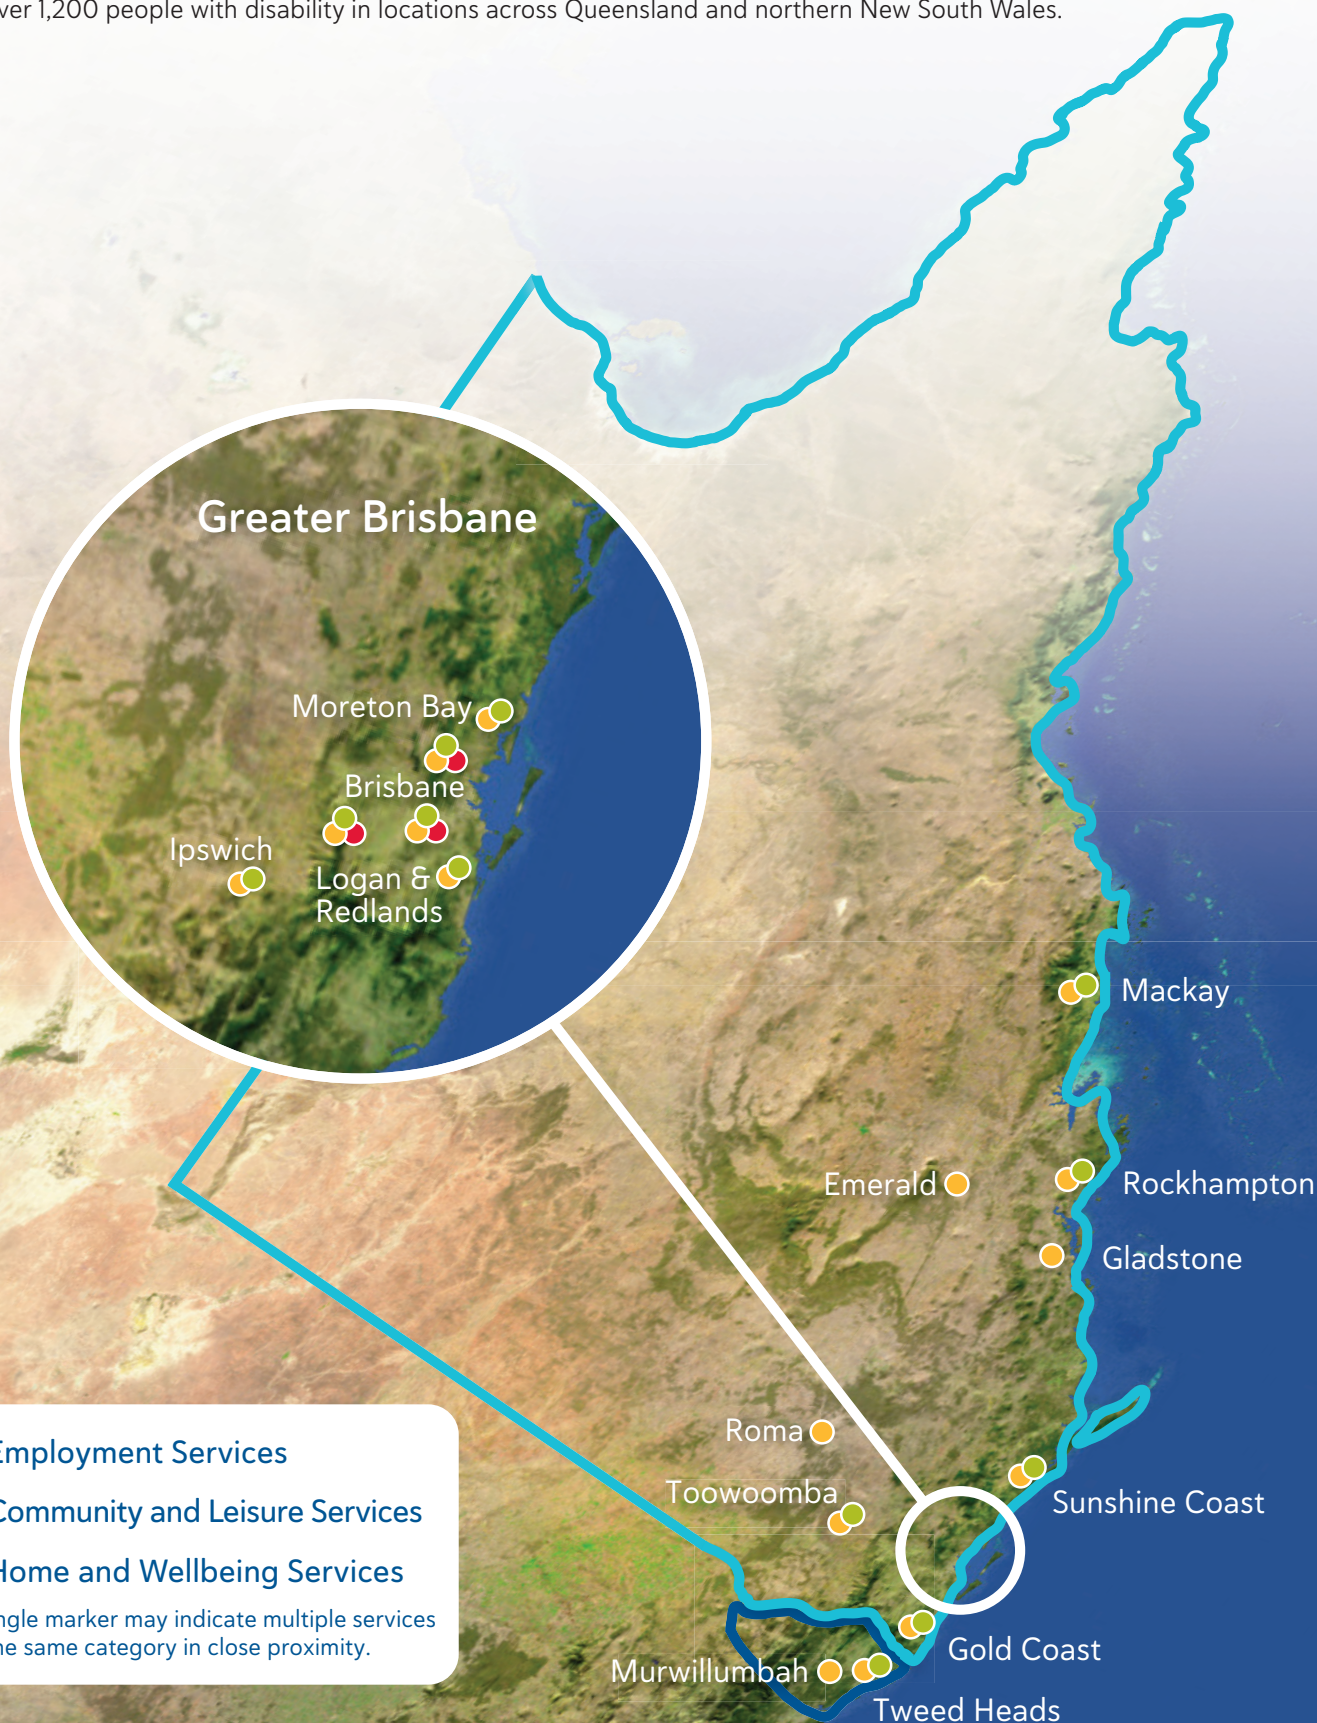 ver 1,200 people with disability in locations across Queensland and northern New South Wales.
Greater Brisbane
Moreton Bay
Brisbane
Ipswich
Logan &
Redlands
Mackay
Emerald
Rockhampton
Gladstone
Roma
Toowoomba
Sunshine Coast
Gold Coast
Murwillumbah
Tweed Heads
Employment Services
Community and Leisure Services
Home and Wellbeing Services
ngle marker may indicate multiple services
he same category in close proximity.